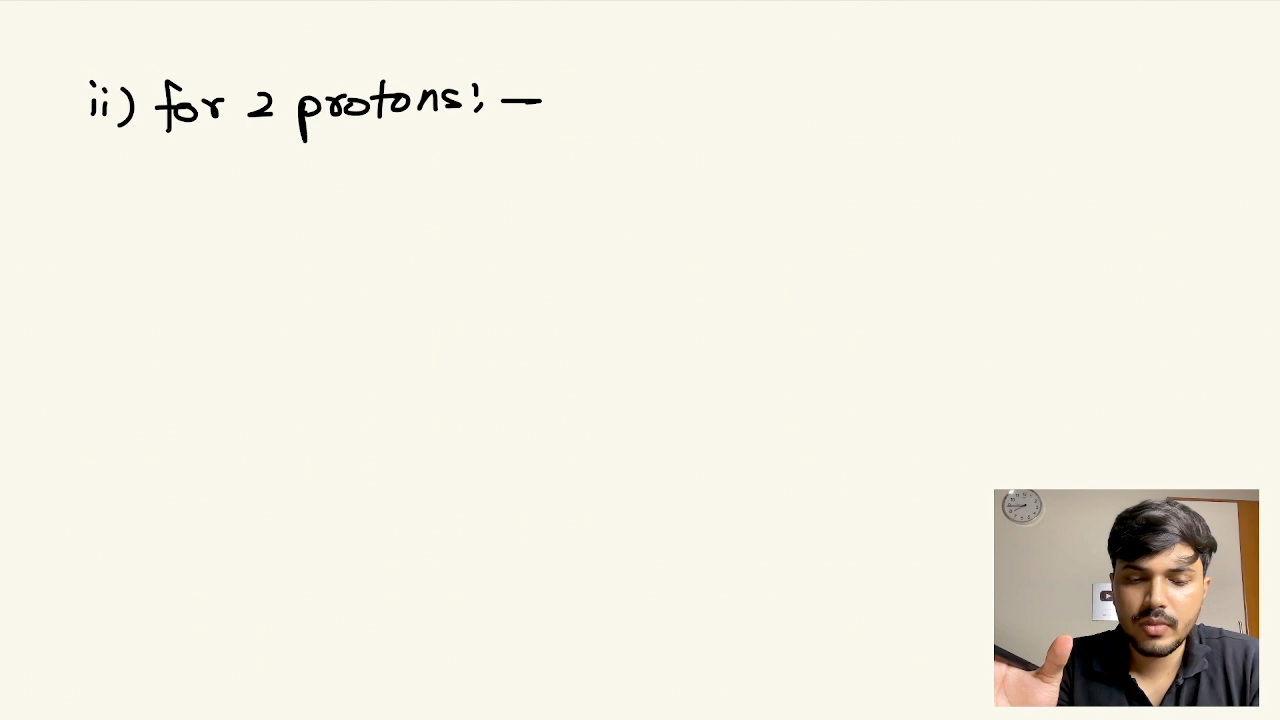 ii) for 2 protons: —